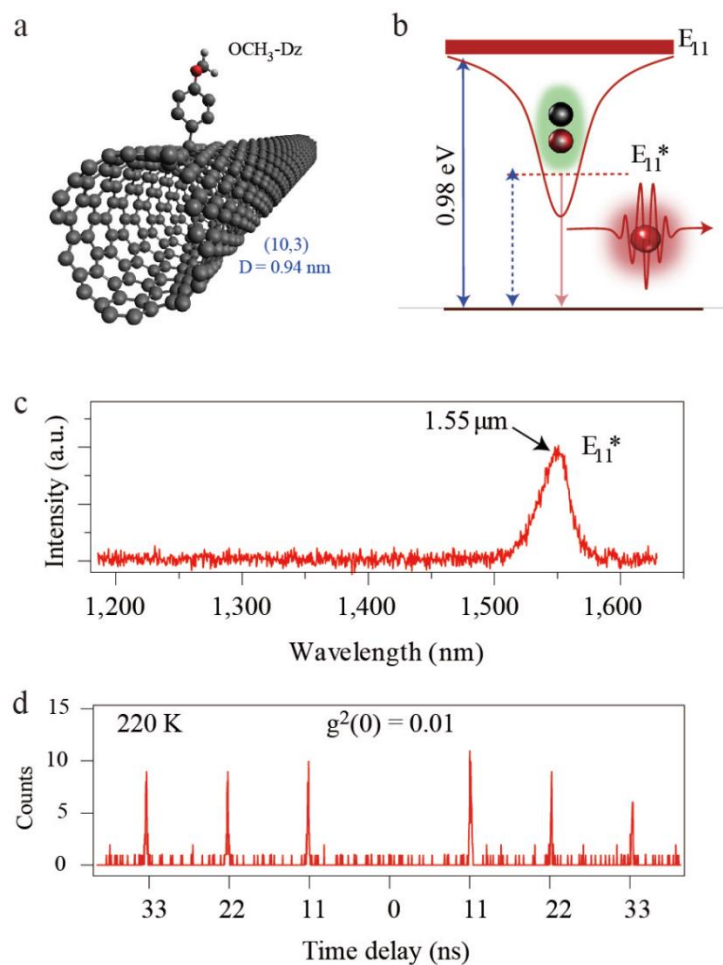 a
OCH₃-Dz
(10,3)
D = 0.94 nm
b
E₁₁
0.98 eV
E₁₁*
c
1.55 µm
E₁₁*
Intensity (a.u.)
1,200 1,300 1,400 1,500 1,600
Wavelength (nm)
d
220 K g²(0) = 0.01
15
10
5
0
Counts
33 22 11 0 11 22 33
Time delay (ns)